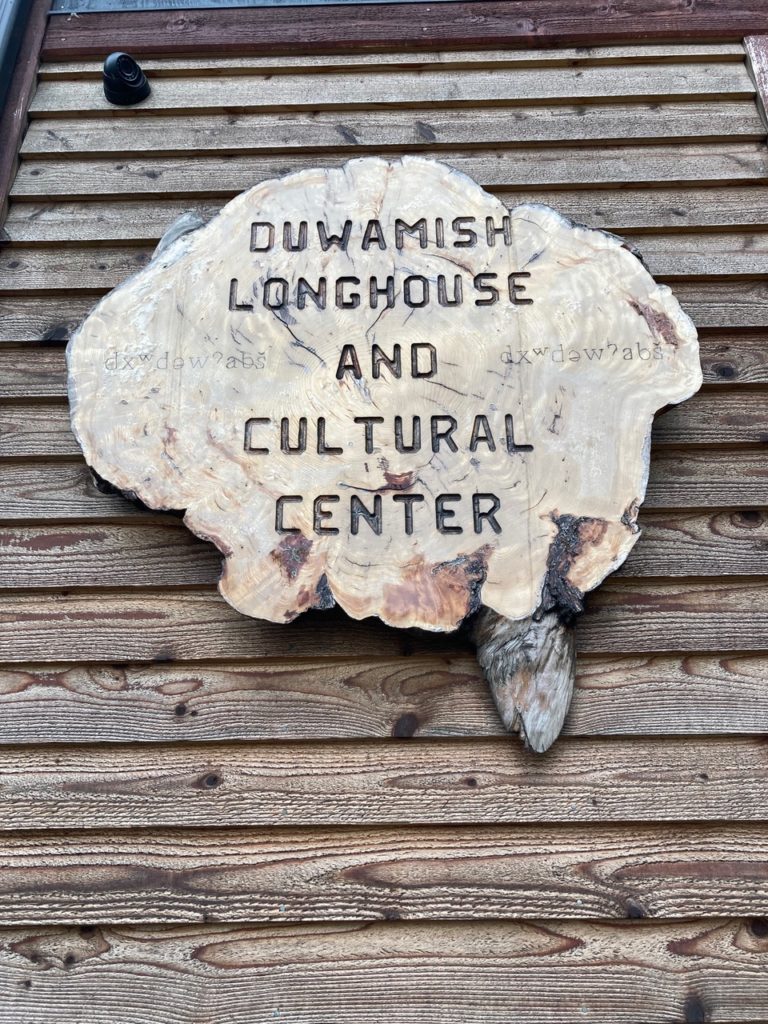 DUWAMISH
LONGHOUSE
AND
dxʷdəwʔabš dxʷdəwʔabš
CULTURAL
CENTER